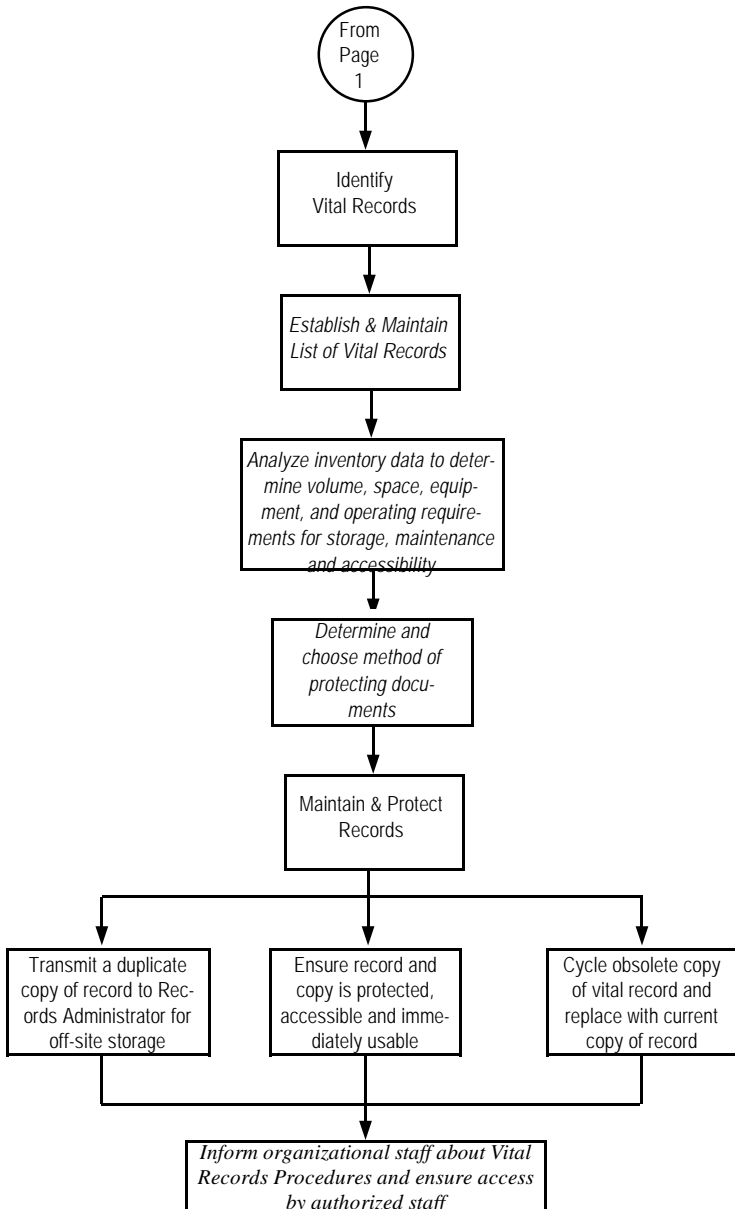 From
Page
1
Identify
Vital Records
Establish & Maintain
List of Vital Records
Analyze inventory data to deter-
mine volume, space, equip-
ment, and operating require-
ments for storage, maintenance
and accessibility
Determine and
choose method of
protecting docu-
ments
Maintain & Protect
Records
Transmit a duplicate
copy of record to Rec-
ords Administrator for
off-site storage
Ensure record and
copy is protected,
accessible and imme-
diately usable
Cycle obsolete copy
of vital record and
replace with current
copy of record
Inform organizational staff about Vital
Records Procedures and ensure access
by authorized staff